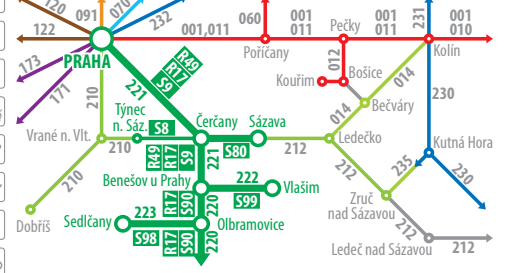 120
091
070
232
060
001
011
Pečky
231
001
010
122
001,011
001
011
PRAHA
Poříčany
Kolín
173
R49
R17
S9
012
Bošice
014
171
221
Kouřim
230
210
Týnec
n. Sáz.
S8
Čerčany
Sázava
014
Bečváry
Vrané n. Vlt.
210
R49
R17
S9
221
S80
212
Ledečko
Kutná Hora
210
Benešov u Prahy
222
S99
Vlašim
212
235
230
Dobříš
Sedlčany
223
S98
R17
S90
220
R17
S90
220
Olbramovice
Zruč
nad Sázavou
212
Ledeč nad Sázavou
212